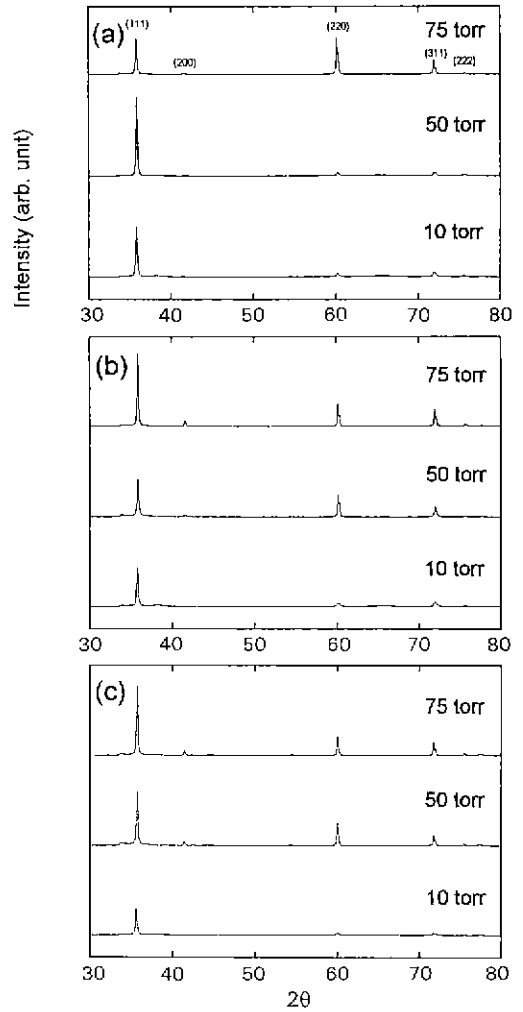 Intensity (arb. unit)
(a)
(111)
(200)
(220)
(311)
(222)
75 torr
50 torr
10 torr
30 40 50 60 70 80
(b)
75 torr
50 torr
10 torr
30 40 50 60 70 80
(c)
75 torr
50 torr
10 torr
30 40 50 60 70 80
2θ